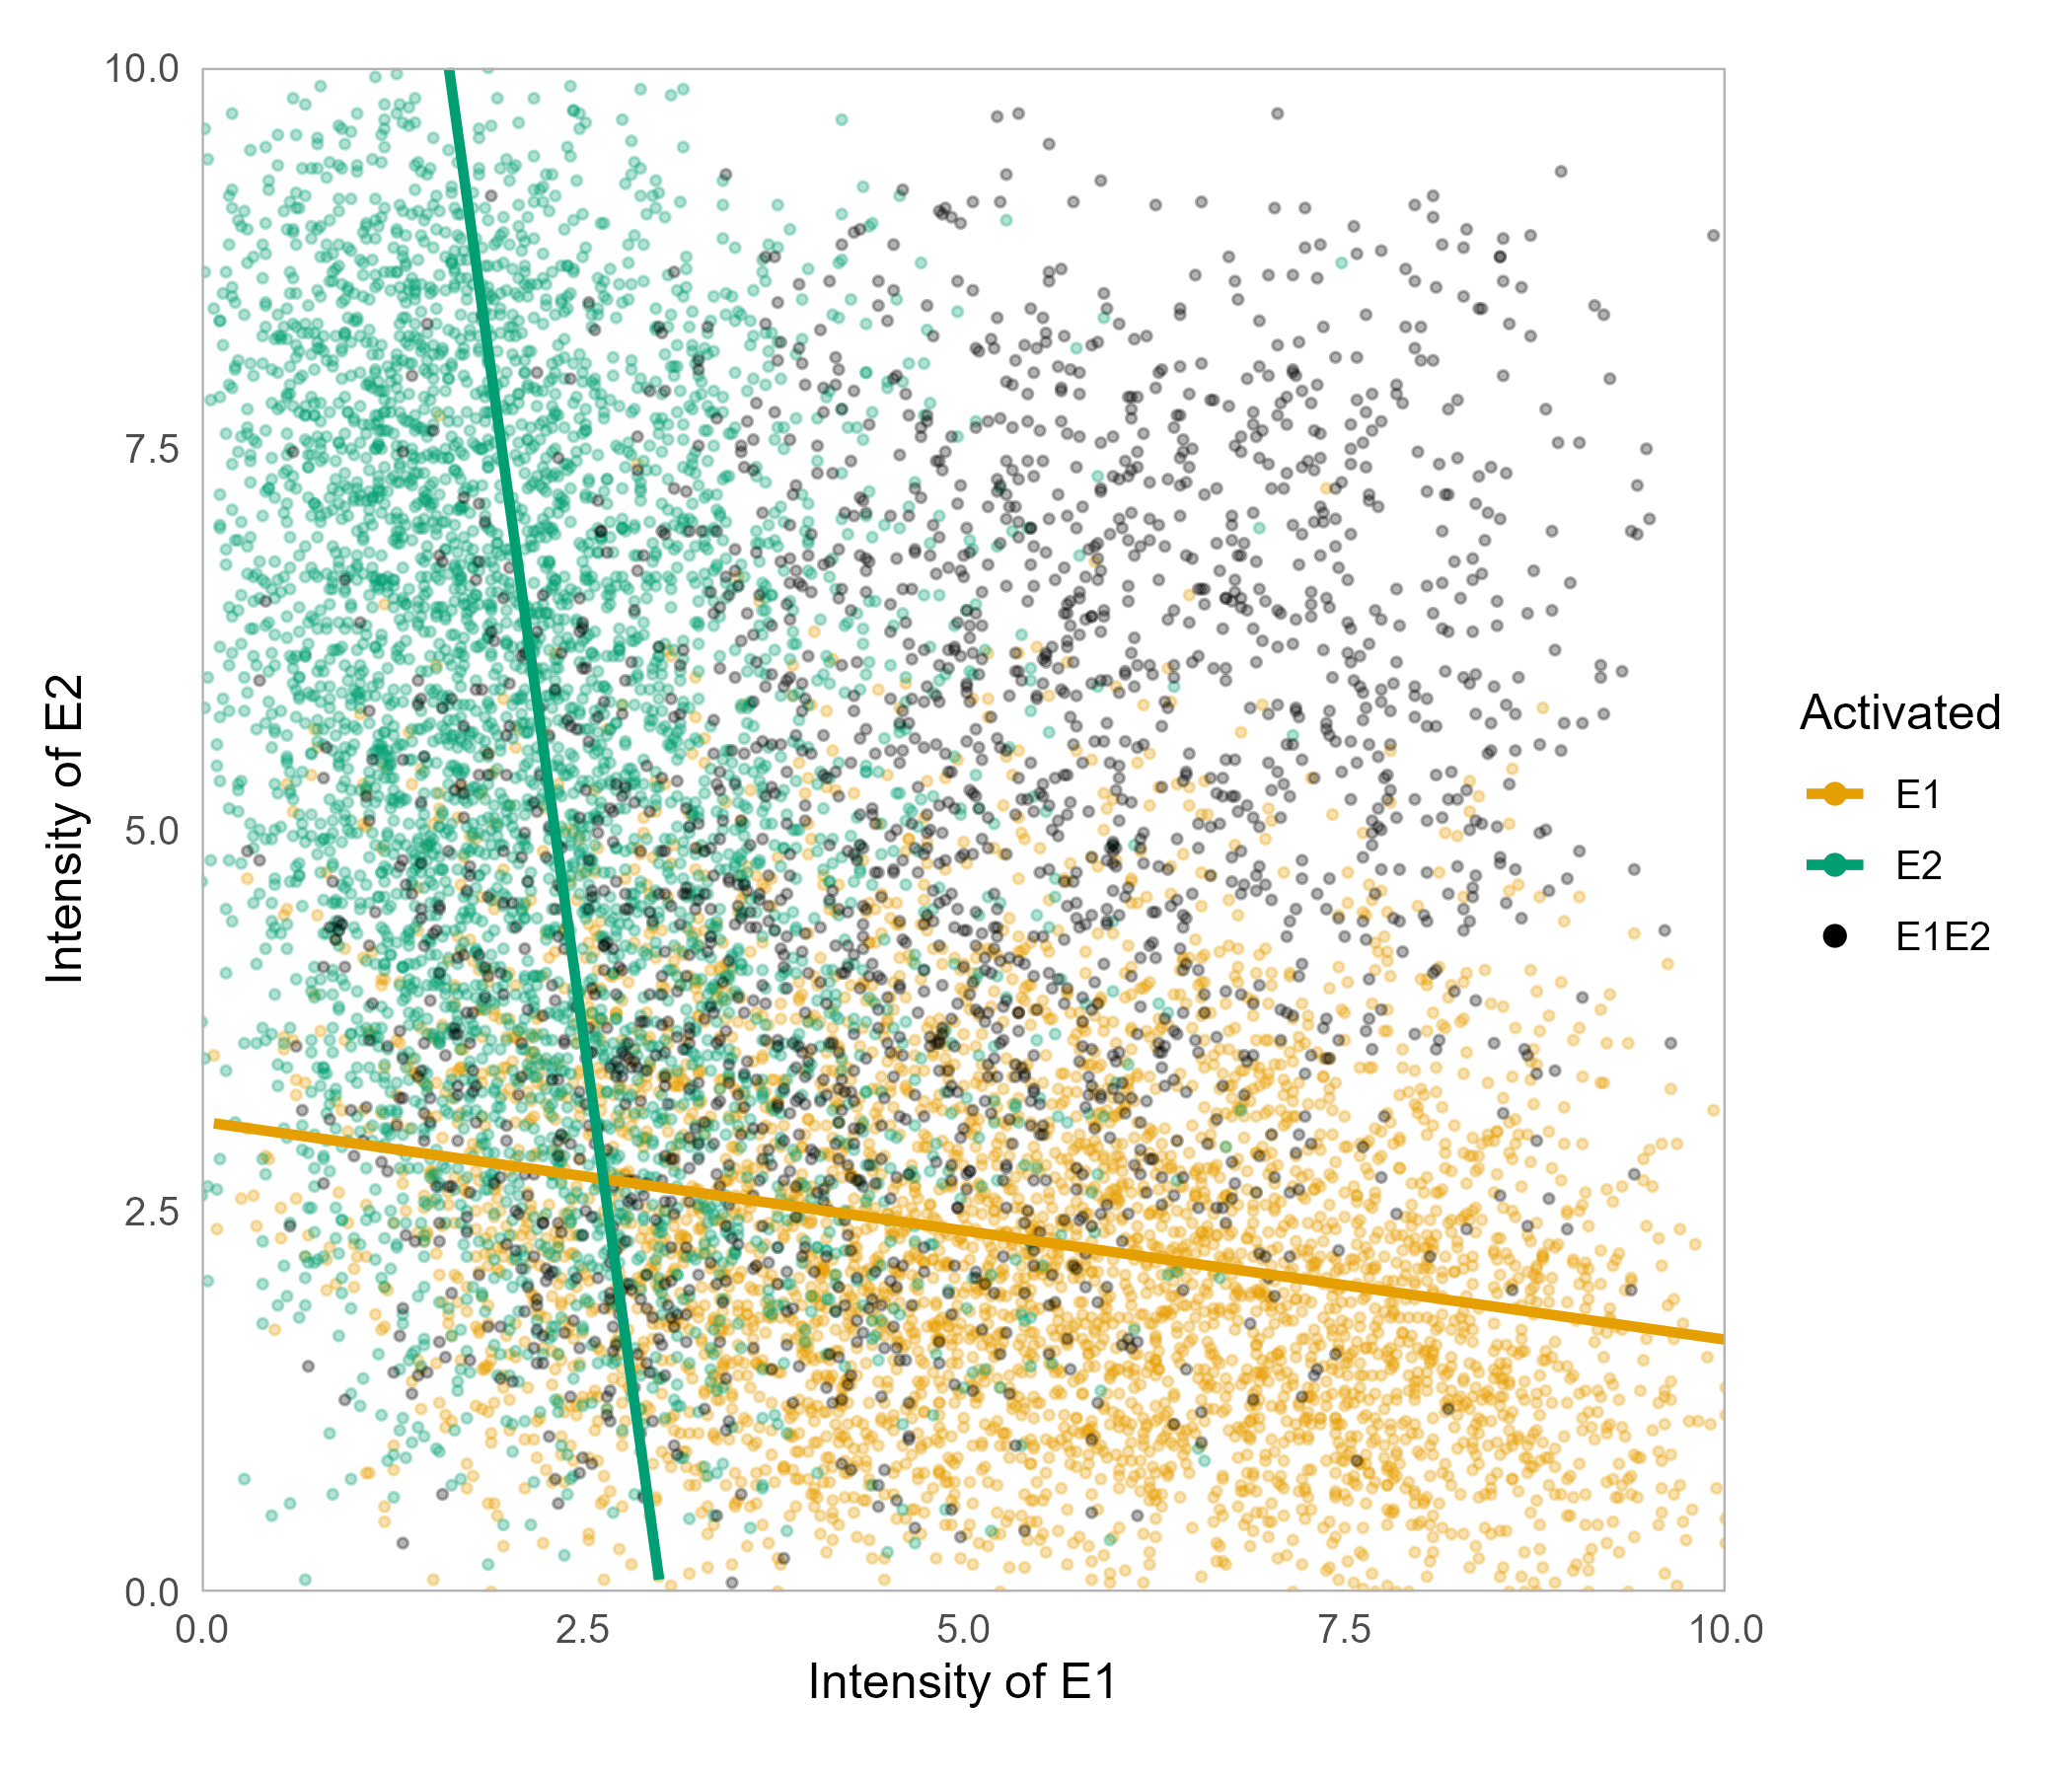 10.0
7.5
5.0
2.5
0.0
0.0 2.5 5.0 7.5 10.0
Intensity of E1
Intensity of E2
Activated
E1
E2
E1E2